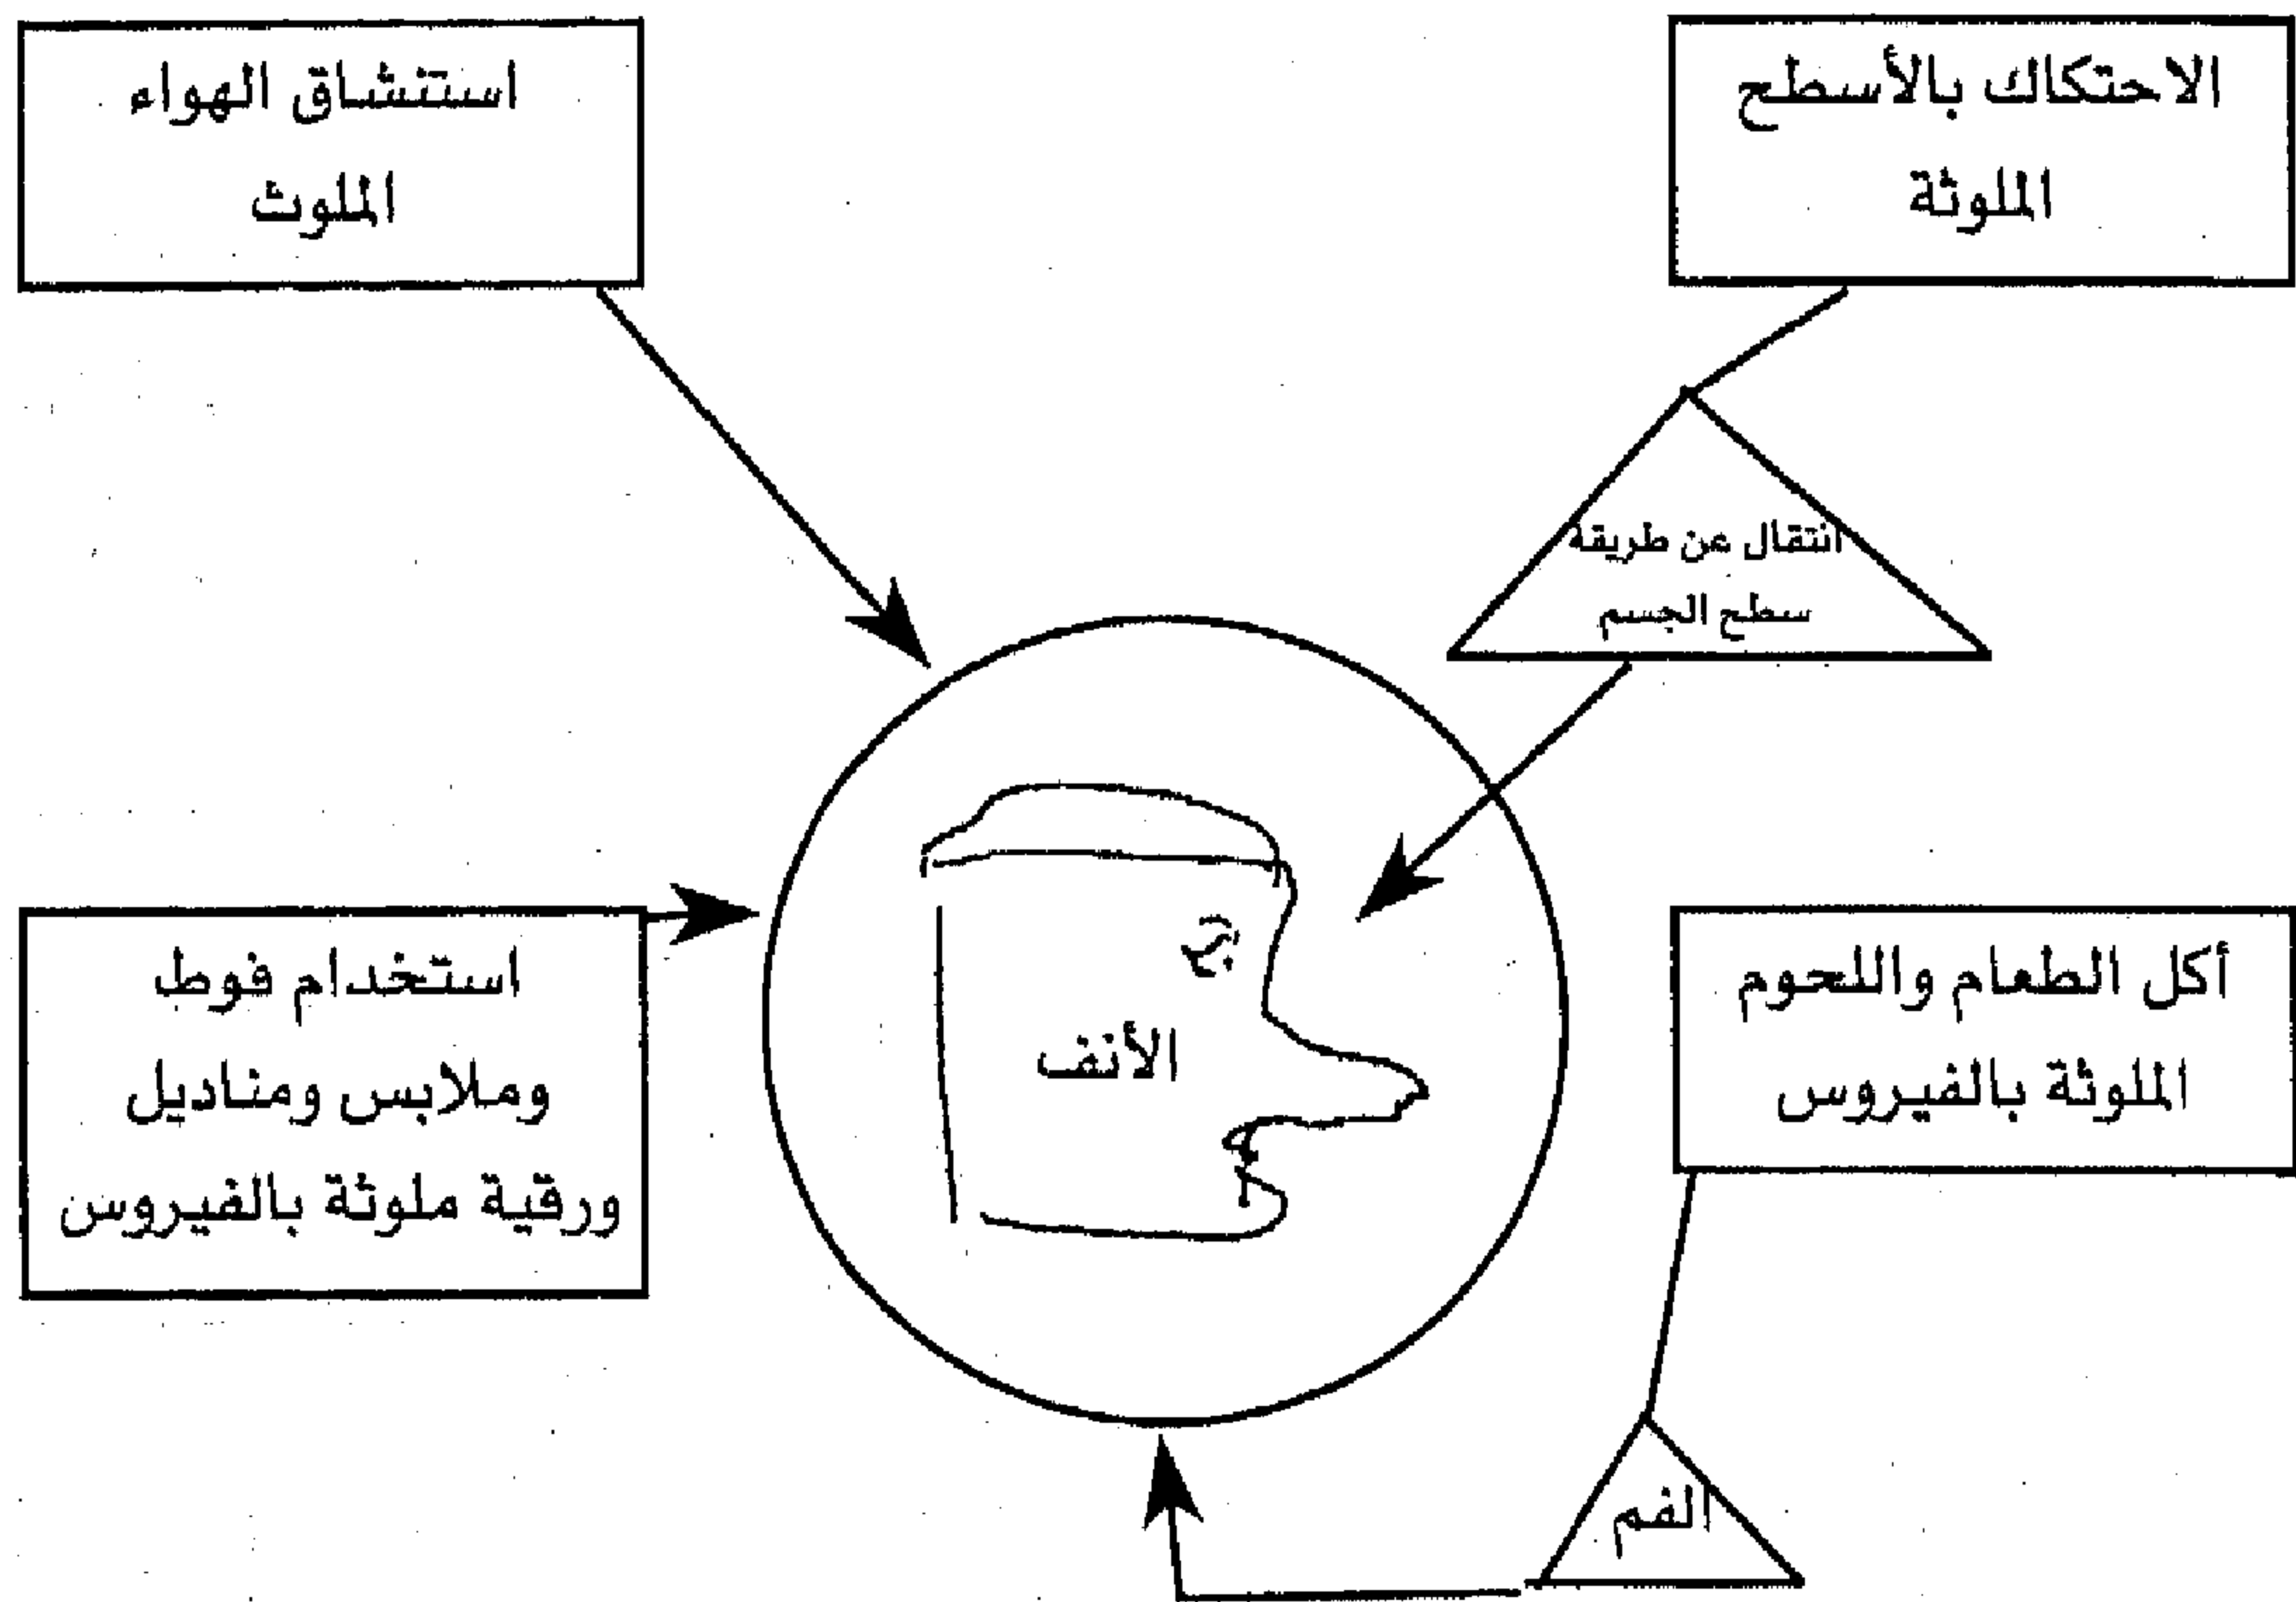 الاحتكاك بالأسطح
الملوثة
استنشاق الهواء
الملوث
انتقال عن طريقة
سطح الجسم
أكل الطعام واللحوم
الملوثة بالفيروس
الأنف
استخدام فوط
وملابس ومناديل
ورقية ملوثة بالفيروس
الفم